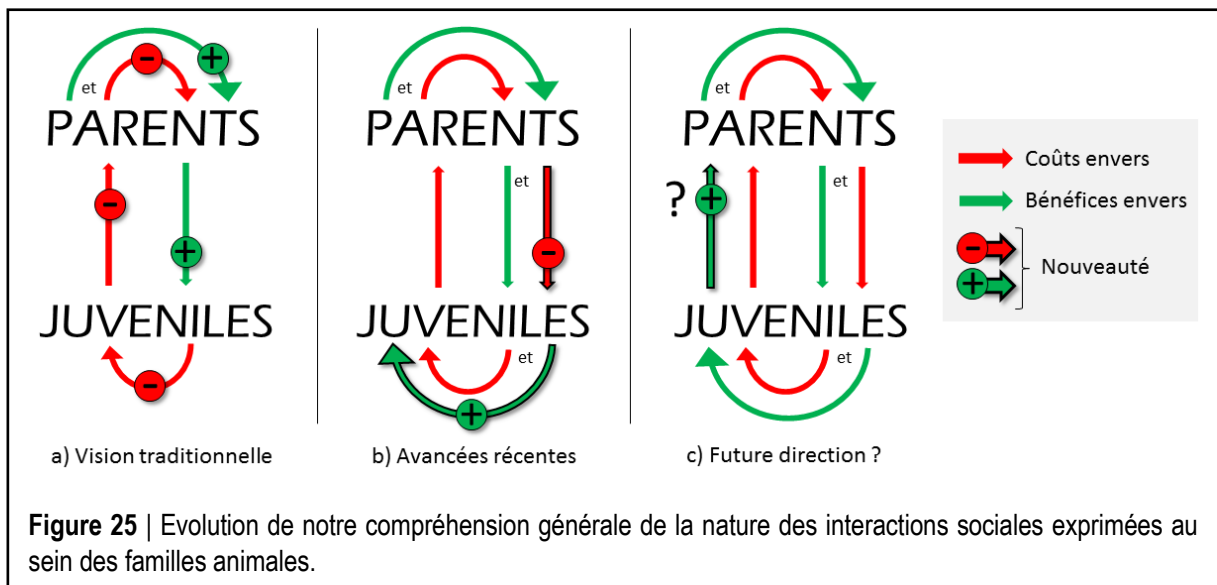 et
PARENTS
JUVENILES
et
a) Vision traditionnelle
et
PARENTS
et
JUVENILES
et
b) Avancées récentes
et
PARENTS
?
et
JUVENILES
et
c) Future direction ?
Coûts envers
Bénéfices envers
Nouveauté
Figure 25 | Evolution de notre compréhension générale de la nature des interactions sociales exprimées au
sein des familles animales.